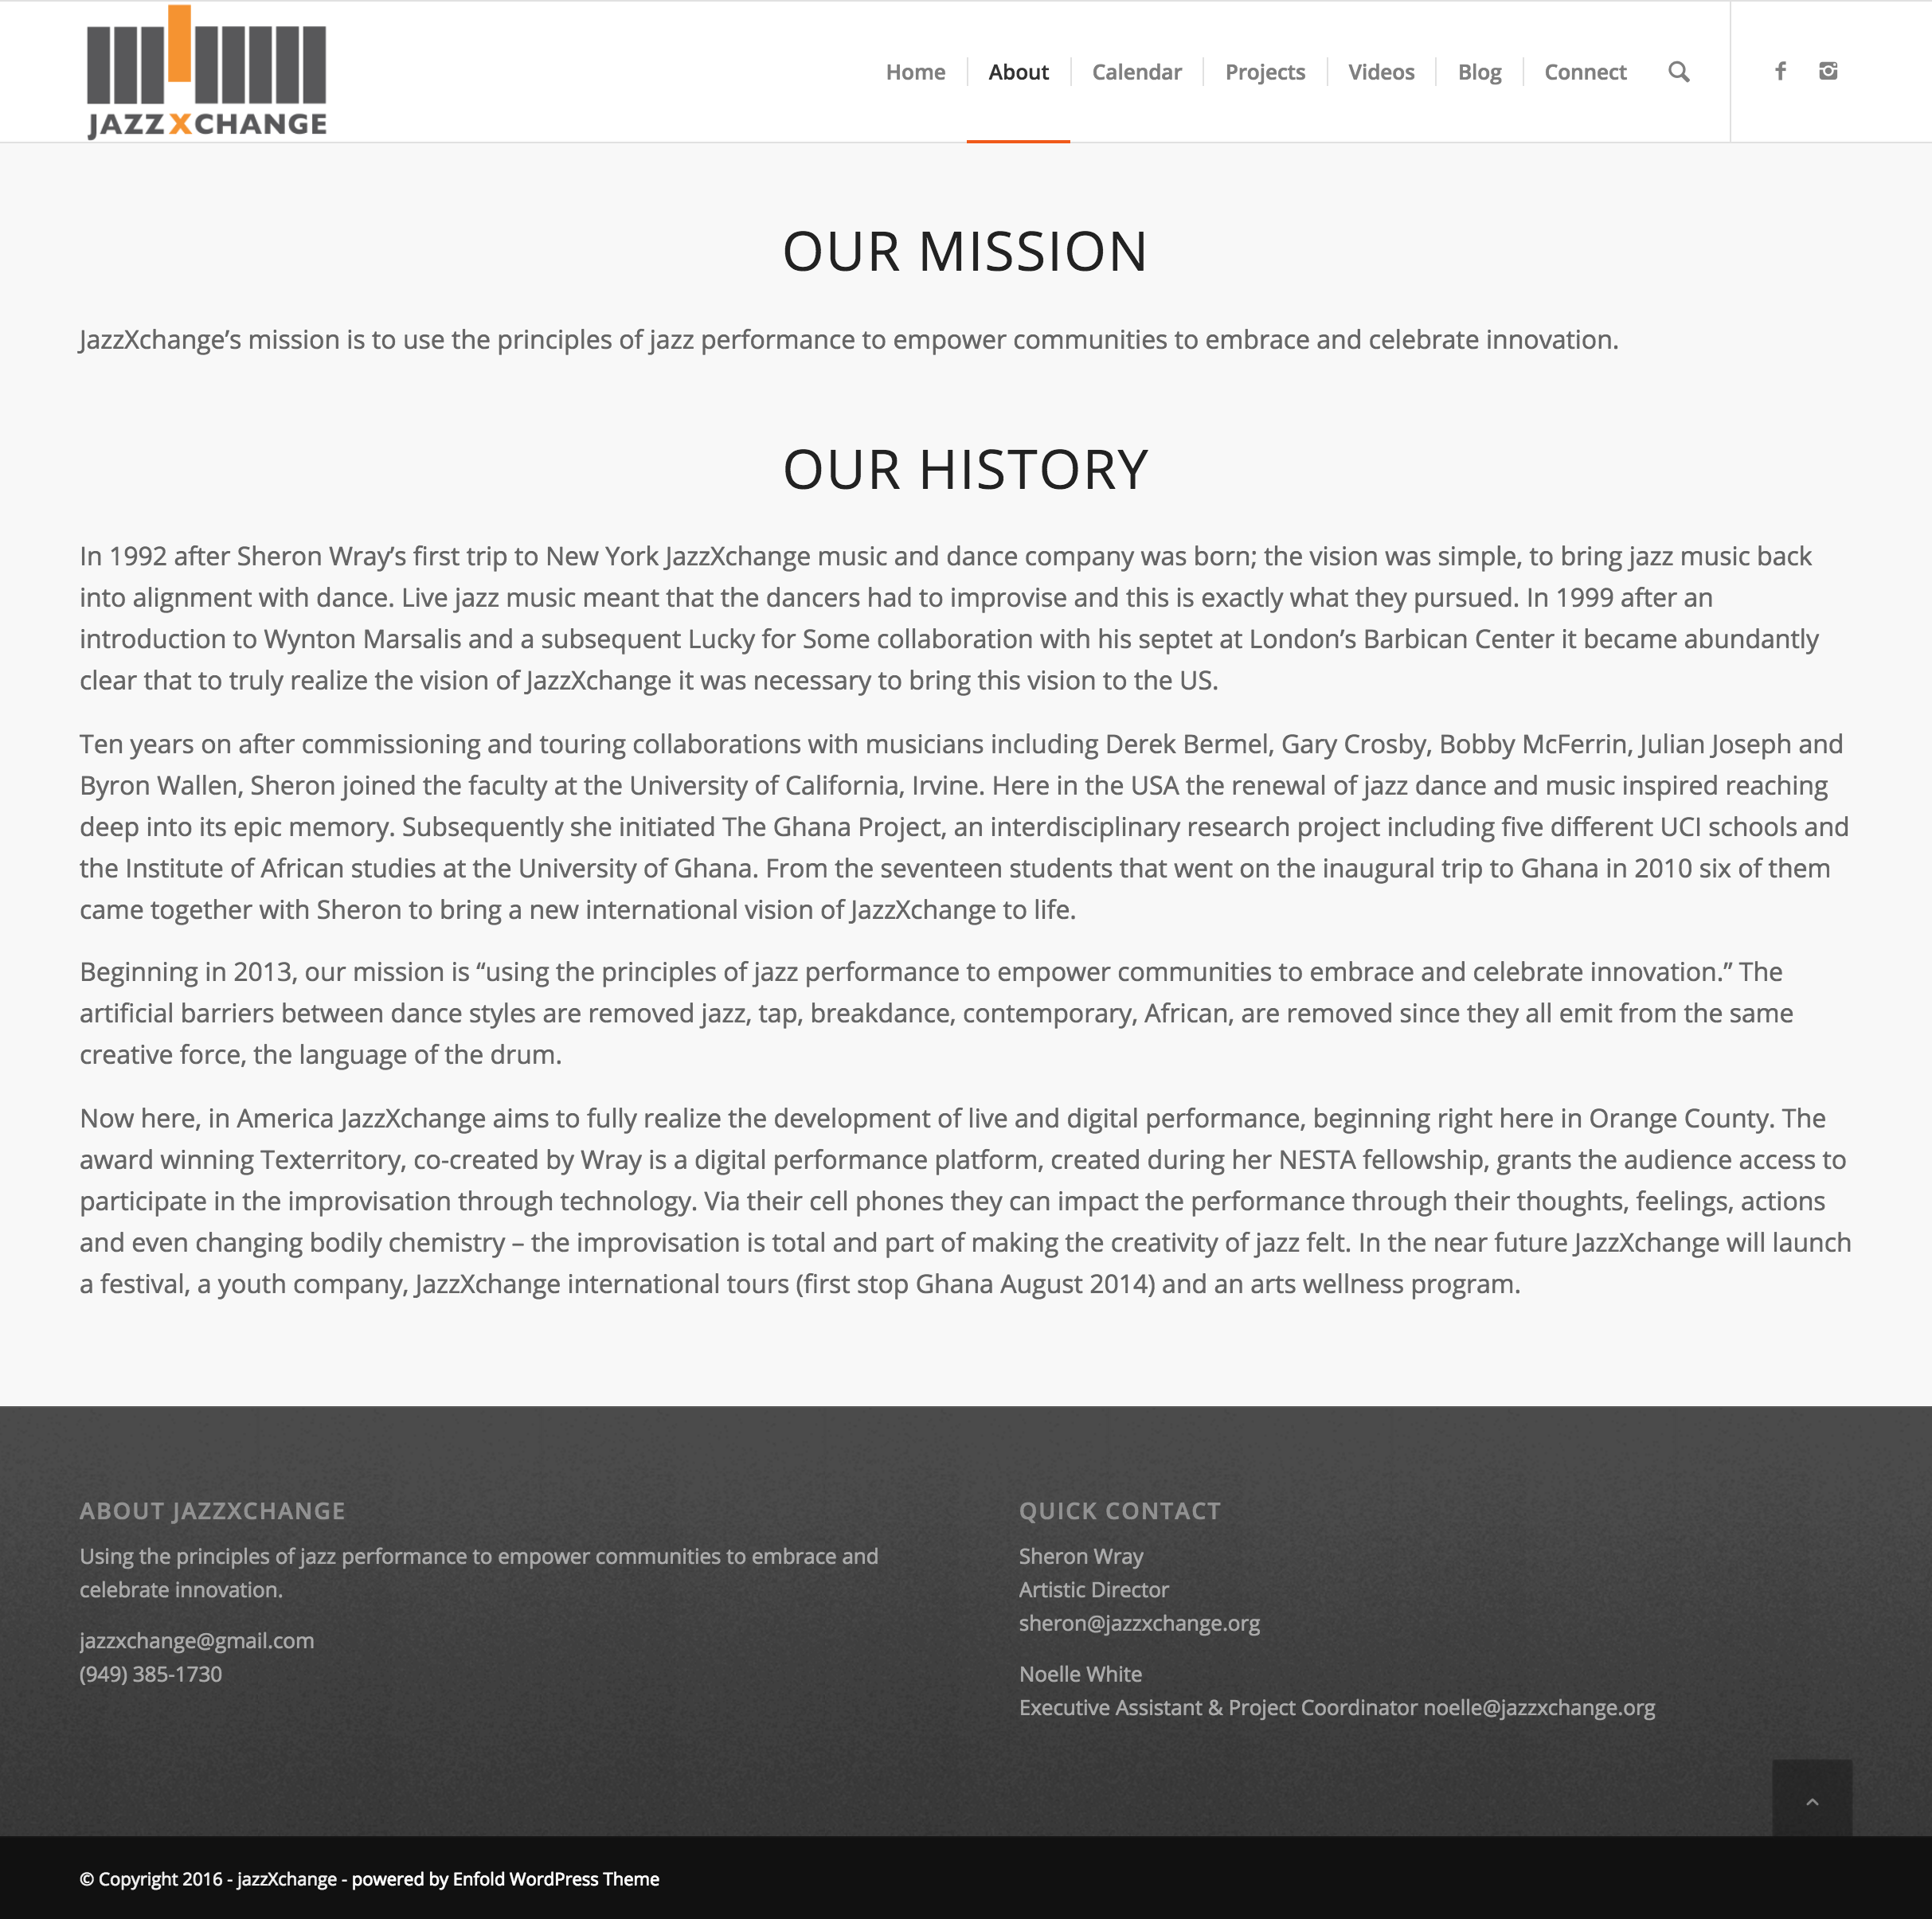 JAZZXCHANGE
Home
About
Calendar
Projects
Videos
Blog
Connect
OUR MISSION
JazzXchange’s mission is to use the principles of jazz performance to empower communities to embrace and celebrate innovation.
OUR HISTORY
In 1992 after Sheron Wray’s first trip to New York JazzXchange music and dance company was born; the vision was simple, to bring jazz music back
into alignment with dance. Live jazz music meant that the dancers had to improvise and this is exactly what they pursued. In 1999 after an
introduction to Wynton Marsalis and a subsequent Lucky for Some collaboration with his septet at London’s Barbican Center it became abundantly
clear that to truly realize the vision of JazzXchange it was necessary to bring this vision to the US.
Ten years on after commissioning and touring collaborations with musicians including Derek Bermel, Gary Crosby, Bobby McFerrin, Julian Joseph and
Byron Wallen, Sheron joined the faculty at the University of California, Irvine. Here in the USA the renewal of jazz dance and music inspired reaching
deep into its epic memory. Subsequently she initiated The Ghana Project, an interdisciplinary research project including five different UCI schools and
the Institute of African studies at the University of Ghana. From the seventeen students that went on the inaugural trip to Ghana in 2010 six of them
came together with Sheron to bring a new international vision of JazzXchange to life.
Beginning in 2013, our mission is “using the principles of jazz performance to empower communities to embrace and celebrate innovation.” The
artificial barriers between dance styles are removed jazz, tap, breakdance, contemporary, African, are removed since they all emit from the same
creative force, the language of the drum.
Now here, in America JazzXchange aims to fully realize the development of live and digital performance, beginning right here in Orange County. The
award winning Texterritory, co-created by Wray is a digital performance platform, created during her NESTA fellowship, grants the audience access to
participate in the improvisation through technology. Via their cell phones they can impact the performance through their thoughts, feelings, actions
and even changing bodily chemistry – the improvisation is total and part of making the creativity of jazz felt. In the near future JazzXchange will launch
a festival, a youth company, JazzXchange international tours (first stop Ghana August 2014) and an arts wellness program.
ABOUT JAZZXCHANGE
Using the principles of jazz performance to empower communities to embrace and
celebrate innovation.
jazzxchange@gmail.com
(949) 385-1730
QUICK CONTACT
Sheron Wray
Artistic Director
sheron@jazzxchange.org
Noelle White
Executive Assistant & Project Coordinator noelle@jazzxchange.org
© Copyright 2016 - jazzXchange - powered by Enfold WordPress Theme